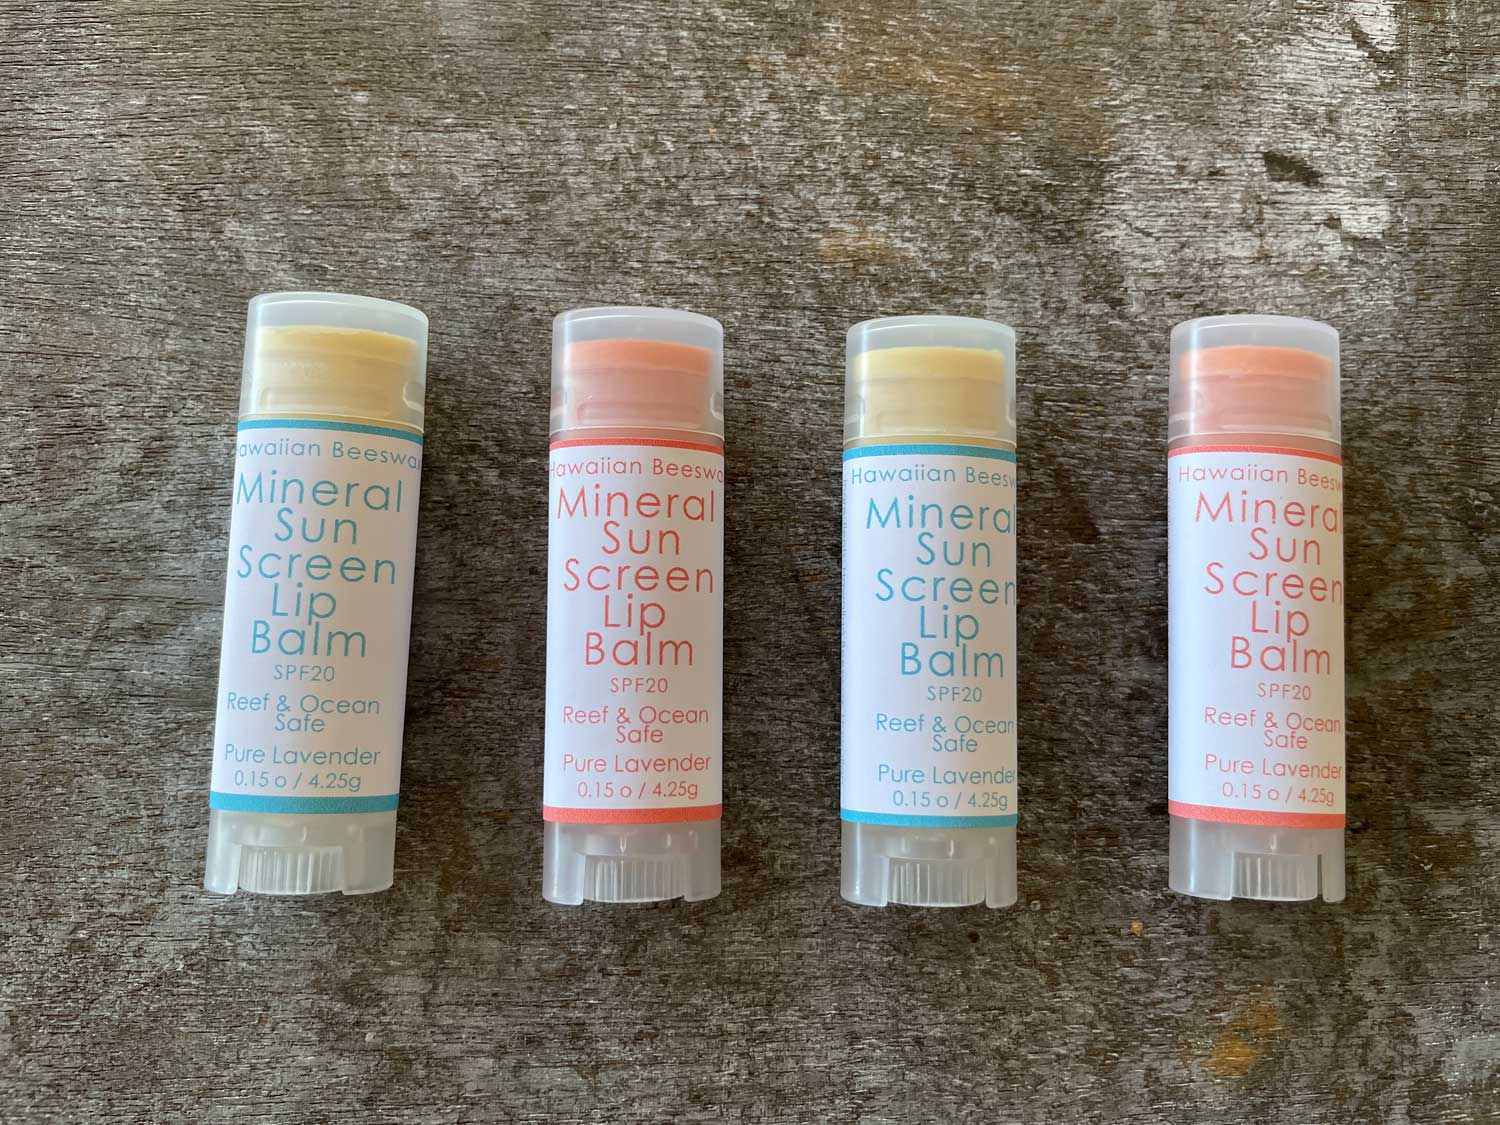 Hawaiian Beeswax
Mineral
Sun
Screen
Lip
Balm
SPF20
Reef & Ocean
Safe
Pure Lavender
0.15 o / 4.25g
Hawaiian Beeswa
Mineral
Sun
Screen
Lip
Balm
SPF20
Reef & Ocean
Safe
Pure Lavender
0.15 o / 4.25g
Hawaiian Beesw
Mineral
Sun
Screen
Lip
Balm
SPF20
Reef & Ocean
Safe
Pure Lavender
0.15 o / 4.25g
Hawaiian Beesw
Mineral
Sun
Screen
Lip
Balm
SPF20
Reef & Ocean
Safe
Pure Lavender
0.15 o / 4.25g